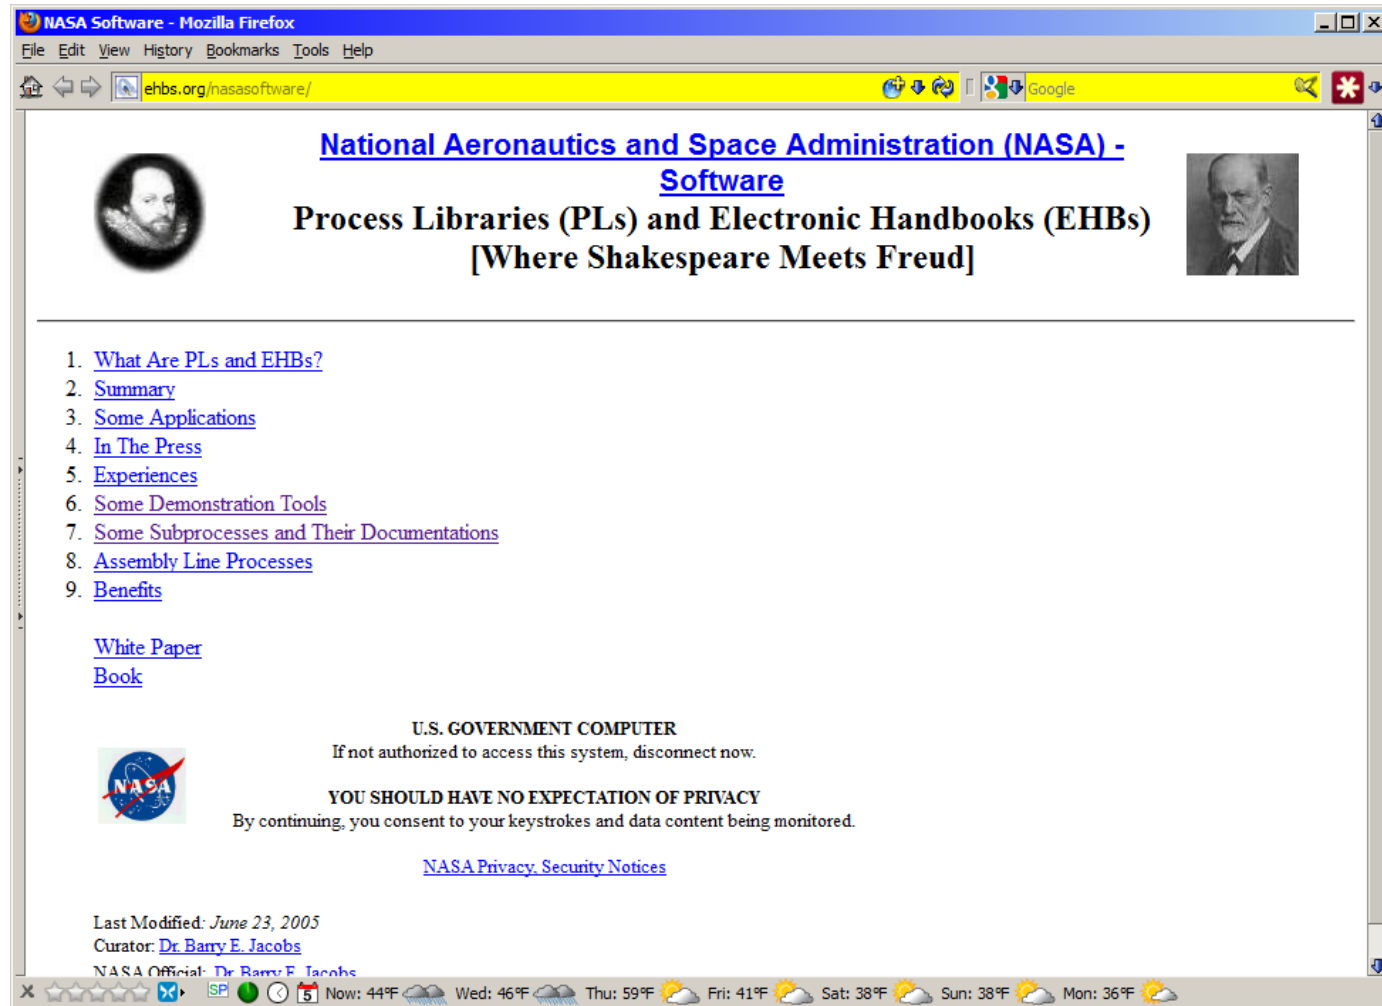 NASA Software - Mozilla Firefox
File Edit View History Bookmarks Tools Help
ehbs.org/nasasoftware/
Google
National Aeronautics and Space Administration (NASA) -
Software
Process Libraries (PLs) and Electronic Handbooks (EHBs)
[Where Shakespeare Meets Freud]
1. What Are PLs and EHBs?
2. Summary
3. Some Applications
4. In The Press
5. Experiences
6. Some Demonstration Tools
7. Some Subprocesses and Their Documentations
8. Assembly Line Processes
9. Benefits
White Paper
Book
U.S. GOVERNMENT COMPUTER
If not authorized to access this system, disconnect now.
NASA
YOU SHOULD HAVE NO EXPECTATION OF PRIVACY
By continuing, you consent to your keystrokes and data content being monitored.
NASA Privacy, Security Notices
Last Modified: June 23, 2005
Curator: Dr. Barry E. Jacobs
NASA Official: Dr. Barry E. Jacobs
SP 5 Now: 44°F Wed: 46°F Thu: 59°F Fri: 41°F Sat: 38°F Sun: 38°F Mon: 36°F